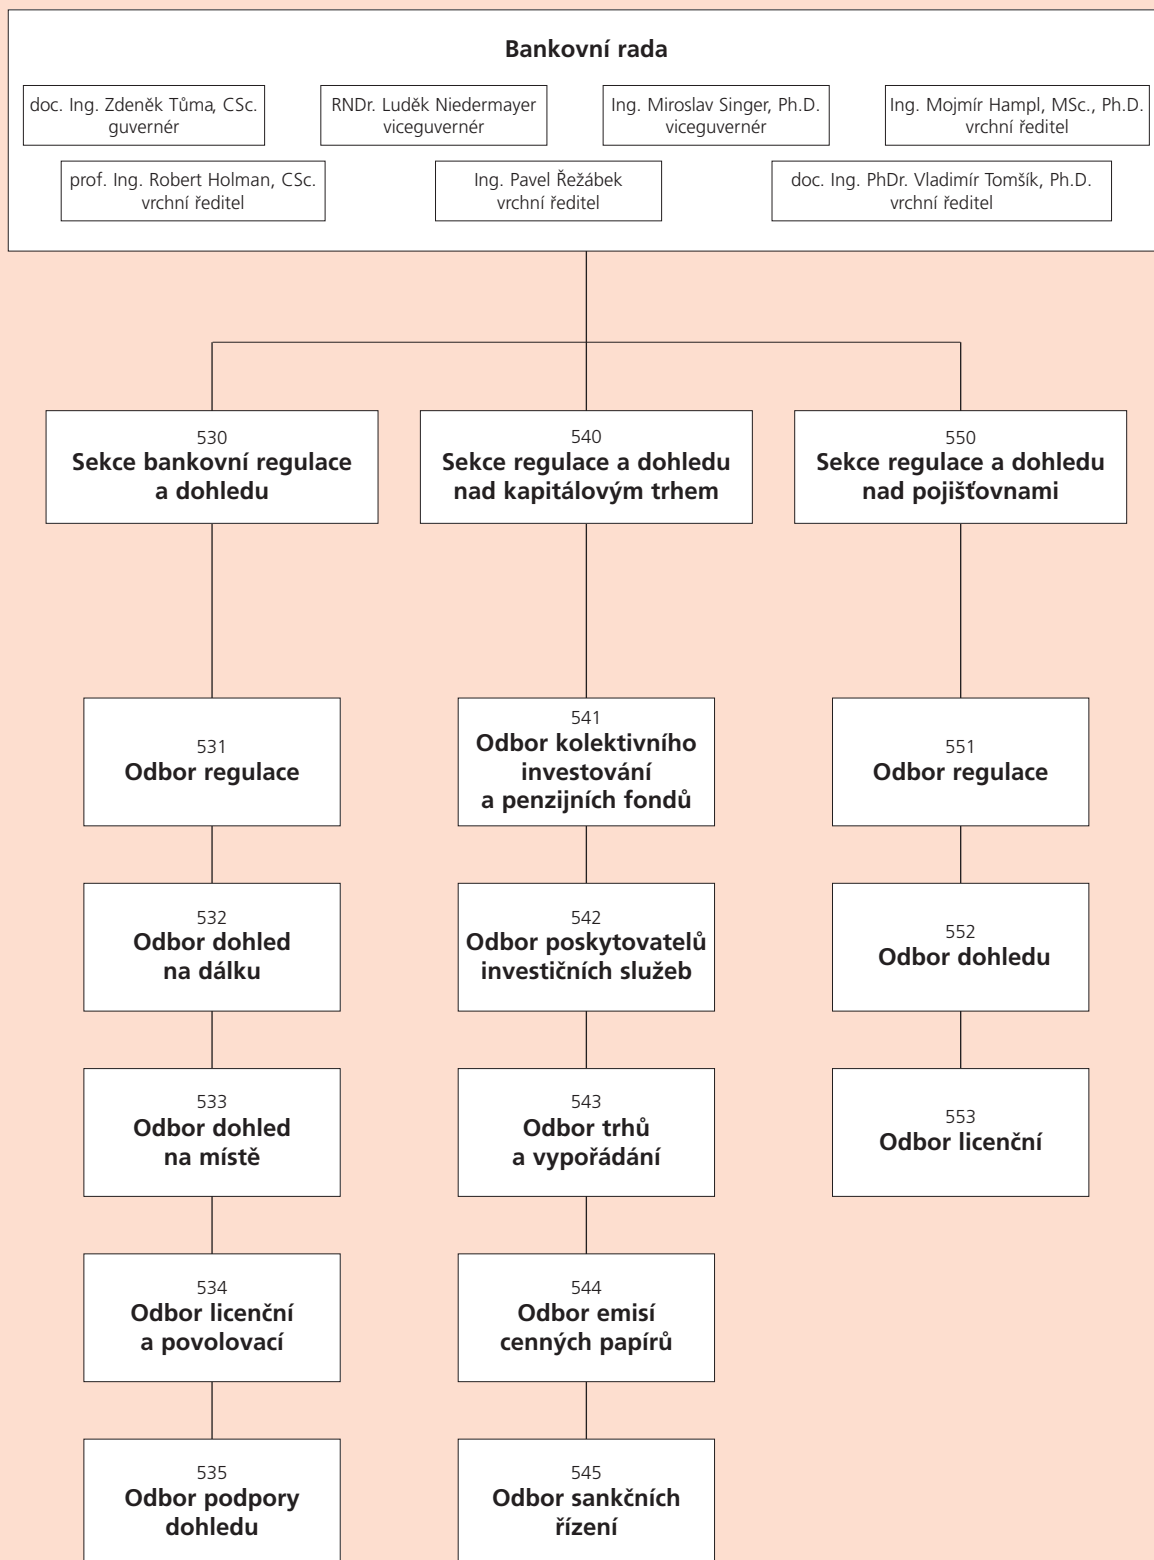 Bankovní rada
doc. Ing. Zdeněk Tůma, CSc.
guvernér
RNDr. Luděk Niedermayer
viceguvernér
Ing. Miroslav Singer, Ph.D.
viceguvernér
Ing. Mojmír Hampl, MSc., Ph.D.
vrchní ředitel
prof. Ing. Robert Holman, CSc.
vrchní ředitel
Ing. Pavel Řežábek
vrchní ředitel
doc. Ing. PhDr. Vladimír Tomšík, Ph.D.
vrchní ředitel
530
Sekce bankovní regulace
a dohledu
540
Sekce regulace a dohledu
nad kapitálovým trhem
550
Sekce regulace a dohledu
nad pojišťovnami
531
Odbor regulace
541
Odbor kolektivního
investování
a penzijních fondů
551
Odbor regulace
532
Odbor dohled
na dálku
542
Odbor poskytovatelů
investičních služeb
552
Odbor dohledu
533
Odbor dohled
na místě
543
Odbor trhů
a vypořádání
553
Odbor licenční
534
Odbor licenční
a povolovací
544
Odbor emisí
cenných papírů
535
Odbor podpory
dohledu
545
Odbor sankčních
řízení